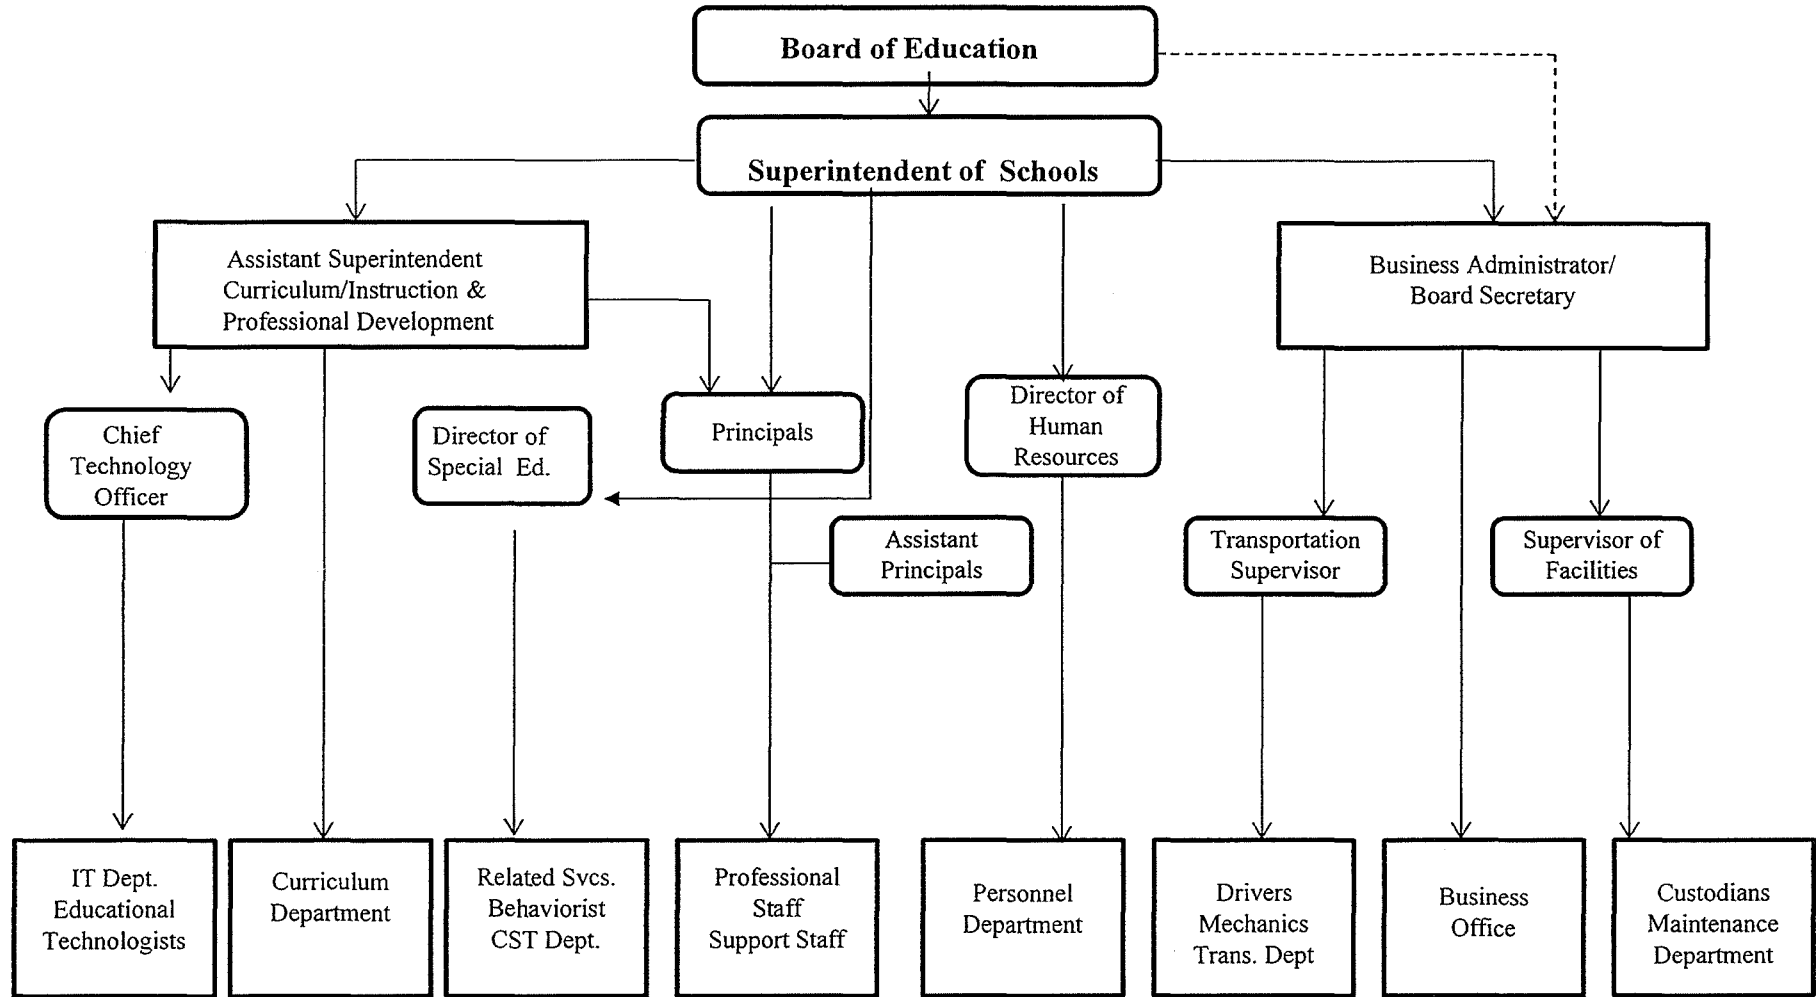 Board of Education
Superintendent of Schools
Assistant Superintendent
Curriculum/Instruction &
Professional Development
Business Administrator/
Board Secretary
Chief
Technology
Officer
Director of
Special Ed.
Principals
Director of
Human
Resources
Assistant
Principals
Transportation
Supervisor
Supervisor of
Facilities
IT Dept.
Educational
Technologists
Curriculum
Department
Related Svcs.
Behaviorist
CST Dept.
Professional
Staff
Support Staff
Personnel
Department
Drivers
Mechanics
Trans. Dept
Business
Office
Custodians
Maintenance
Department